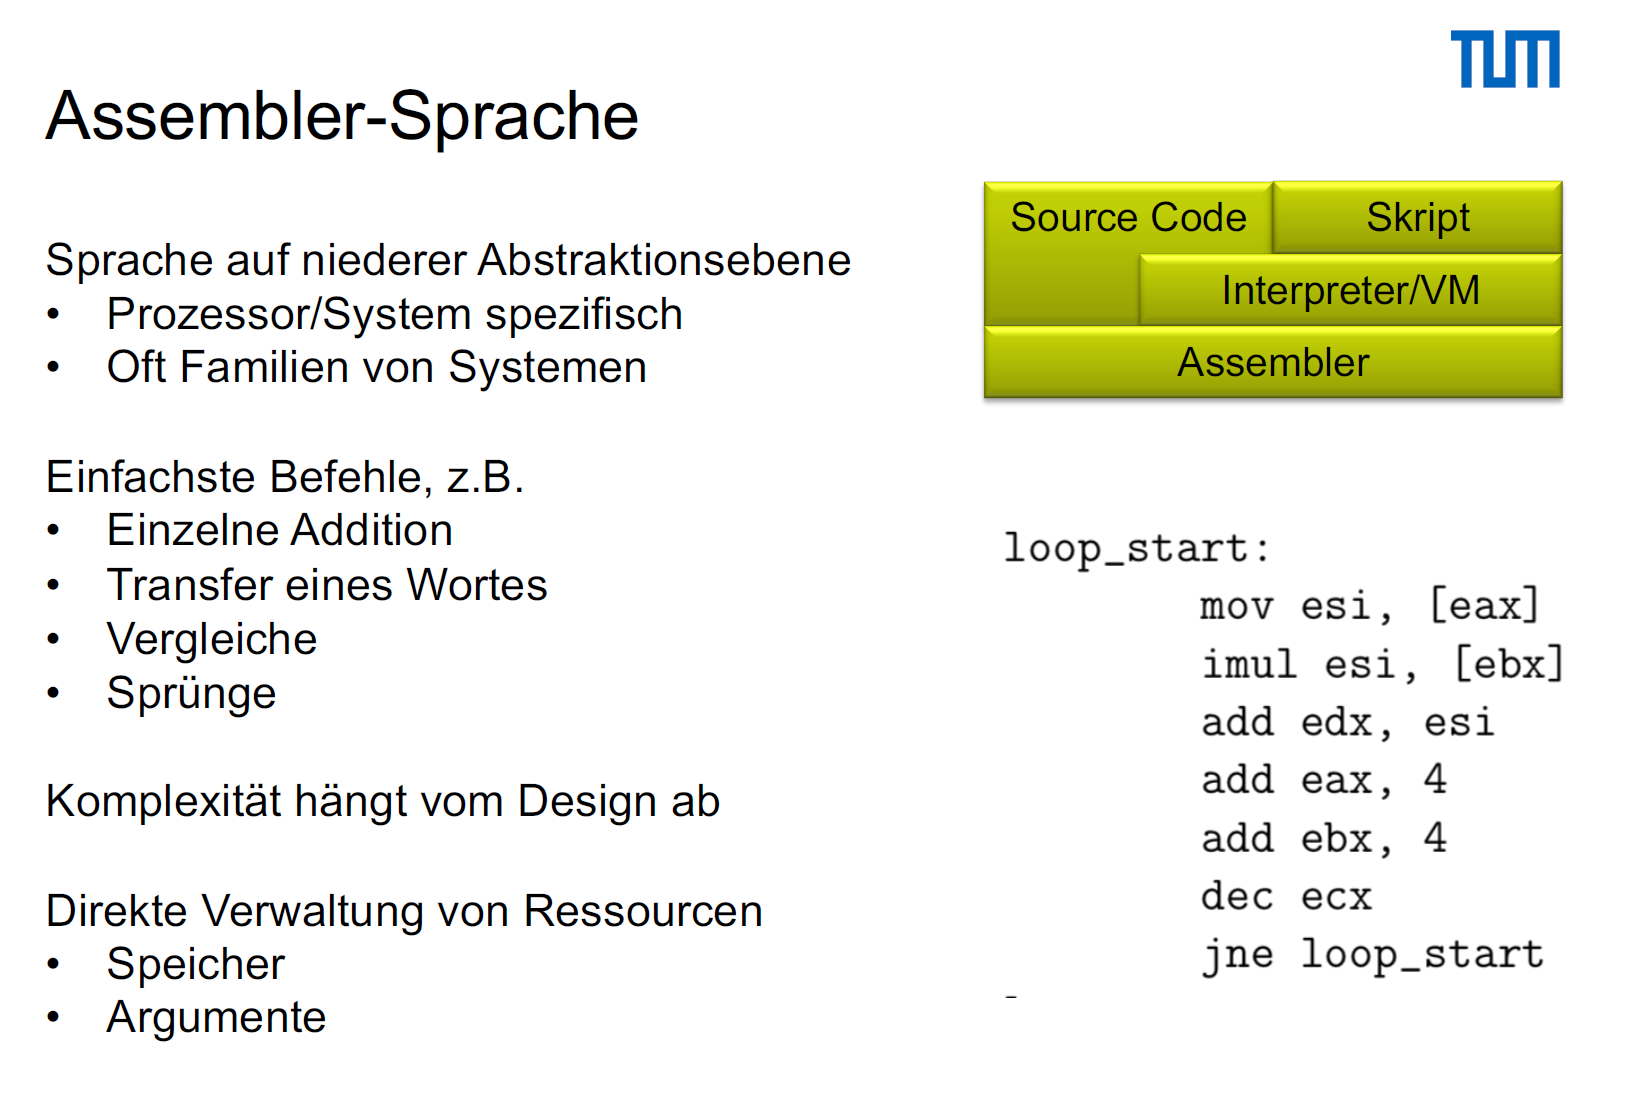 TUM
Assembler-Sprache
Sprache auf niederer Abstraktionsebene
• Prozessor/System spezifisch
• Oft Familien von Systemen
Einfachste Befehle, z.B.
• Einzelne Addition
• Transfer eines Wortes
• Vergleiche
• Sprünge
Komplexität hängt vom Design ab
Direkte Verwaltung von Ressourcen
• Speicher
• Argumente
Source Code
Skript
Interpreter/VM
Assembler
loop_start:
mov esi, [eax]
imul esi, [ebx]
add edx, esi
add eax, 4
add ebx, 4
dec ecx
jne loop_start